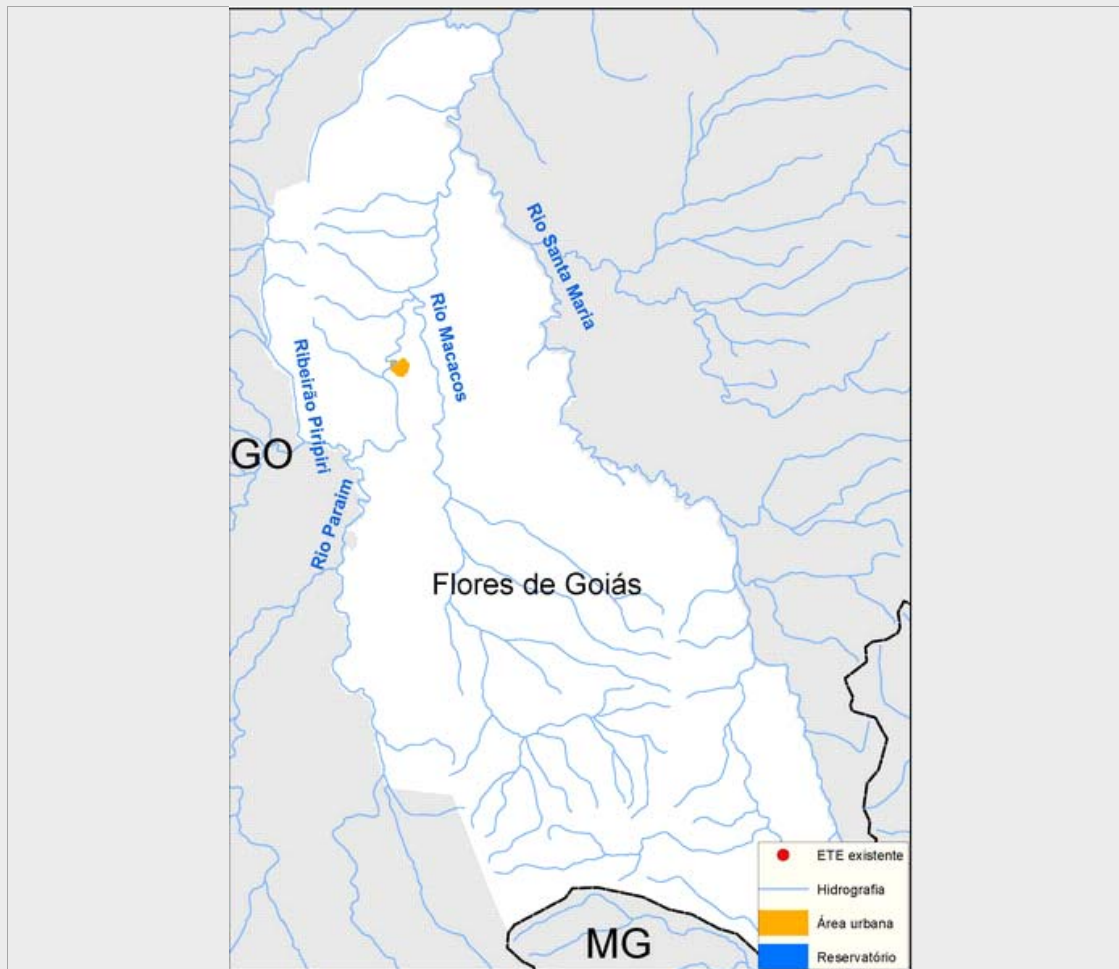 Rio Santa Maria
Rio Macacos
Ribeirão Piripiri
GO
Rio Paraim
Flores de Goiás
ETE existente
Hidrografia
Área urbana
MG
Reservatório